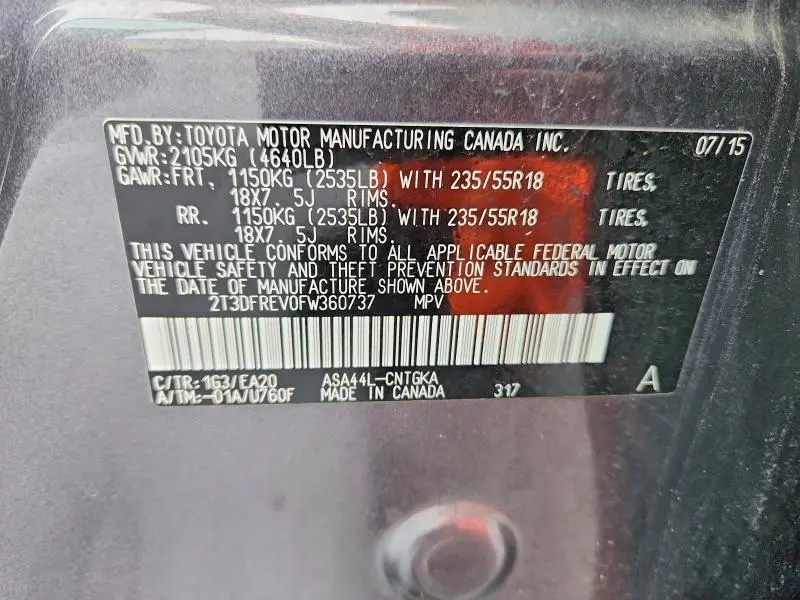 MFD.BY:TOYOTA MOTOR MANUFACTURING CANADA INC. 07/15
GVWR:2105KG (4640LB)
GAWR:FRT. 1150KG (2535LB) WITH 235/55R18 TIRES,
18X7. 5J RIMS.
RR. 1150KG (2535LB) WITH 235/55R18 TIRES,
18X7. 5J RIMS.
THIS VEHICLE CONFORMS TO ALL APPLICABLE FEDERAL MOTOR
VEHICLE SAFETY AND THEFT PREVENTION STANDARDS IN EFFECT ON
THE DATE OF MANUFACTURE SHOWN ABOVE.
2T3DFREV0FW360737 MPV
C/TR:1G3/EA20 ASA44L-CNTGKA
A/TM:-01A/U760F MADE IN CANADA 317 A